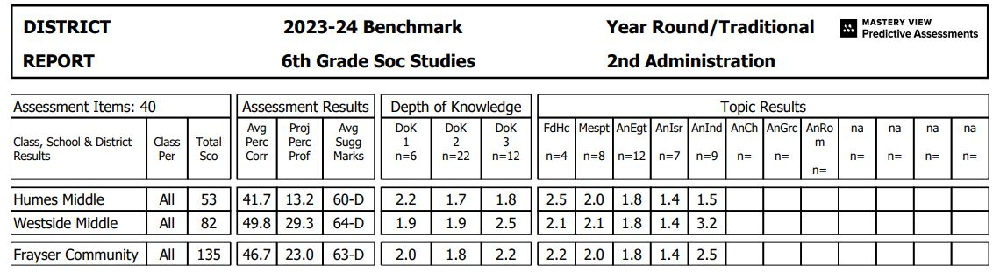 DISTRICT 2023-24 Benchmark Year Round/Traditional MASTERY VIEW
Predictive Assessments
REPORT 6th Grade Soc Studies 2nd Administration
Assessment Items: 40 Assessment Results Depth of Knowledge Topic Results
Class, School & District Results Class Per Total Sco Avg Perc Corr Proj Perc Prof Avg Sugg Marks DoK 1 n=6 DoK 2 n=22 DoK 3 n=12 FdHc n=4 Mespt n=8 AnEgt n=12 AnIsr n=7 AnInd n=9 AnCh n= AnGrc n= AnRo m n= na n= na n= na n= na n=
Humes Middle All 53 41.7 13.2 60-D 2.2 1.7 1.8 2.5 2.0 1.8 1.4 1.5
Westside Middle All 82 49.8 29.3 64-D 1.9 1.9 2.5 2.1 2.1 1.8 1.4 3.2
Frayser Community All 135 46.7 23.0 63-D 2.0 1.8 2.2 2.2 2.0 1.8 1.4 2.5